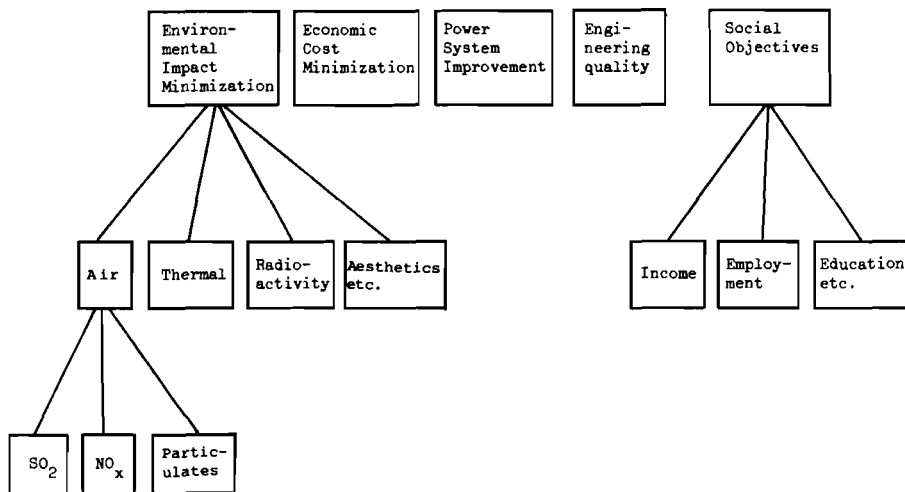 Environ-
mental
Impact
Minimization
Economic
Cost
Minimization
Power
System
Improvement
Engi-
neering
quality
Social
Objectives
Air
Thermal
Radio-
activity
Aesthetics
etc.
Income
Employ-
ment
Education
etc.
SO2
NOx
Partic-
ulates